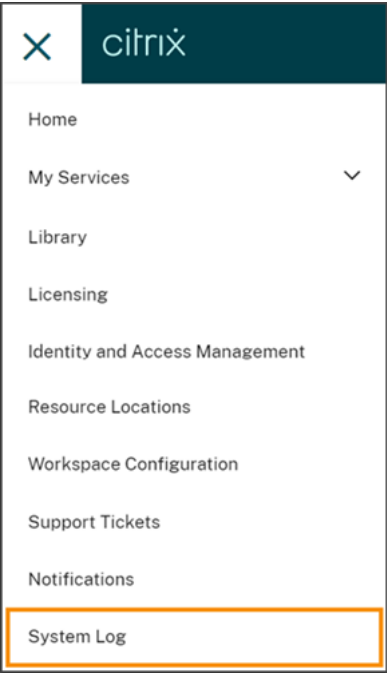 citrix
Home
My Services
Library
Licensing
Identity and Access Management
Resource Locations
Workspace Configuration
Support Tickets
Notifications
System Log